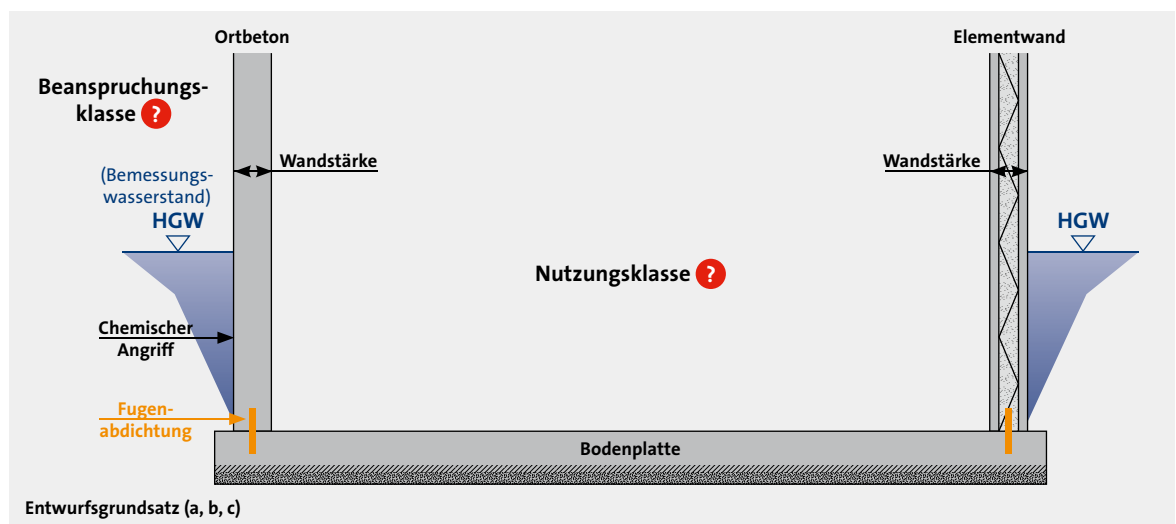 Ortbeton
Elementwand
Beanspruchungs-
klasse ?
Wandstärke
Wandstärke
(Bemessungs-
wasserstand)
HGW
HGW
Nutzungsklasse ?
Chemischer
Angriff
Fugen-
abdichtung
Bodenplatte
Entwurfsgrundsatz (a, b, c)